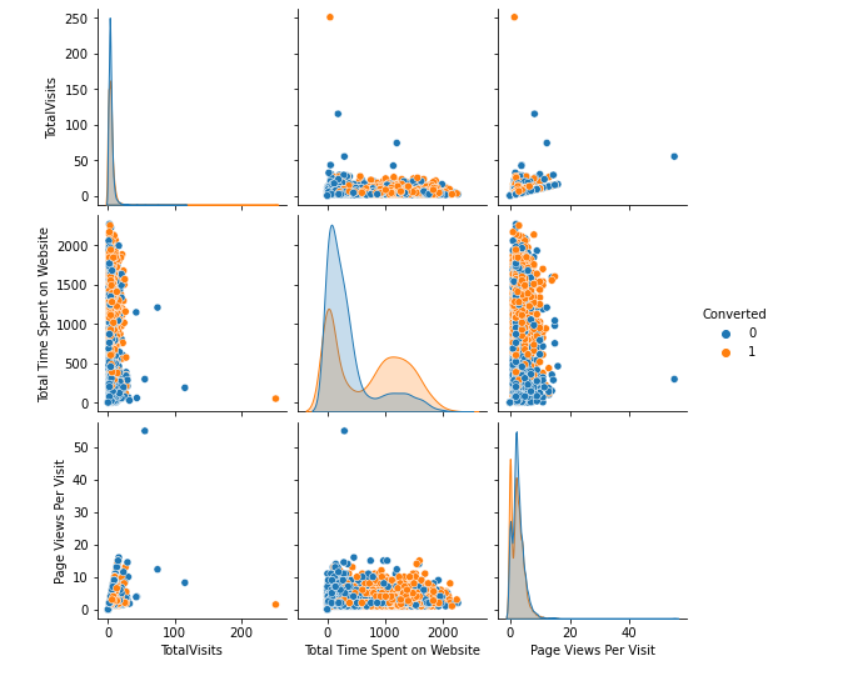 250
200
150
100
50
0
TotalVisits
2000
1500
1000
500
0
Total Time Spent on Website
Converted
0
1
50
40
30
20
10
0
Page Views Per Visit
0 100 200
TotalVisits
0 1000 2000
Total Time Spent on Website
0 20 40
Page Views Per Visit